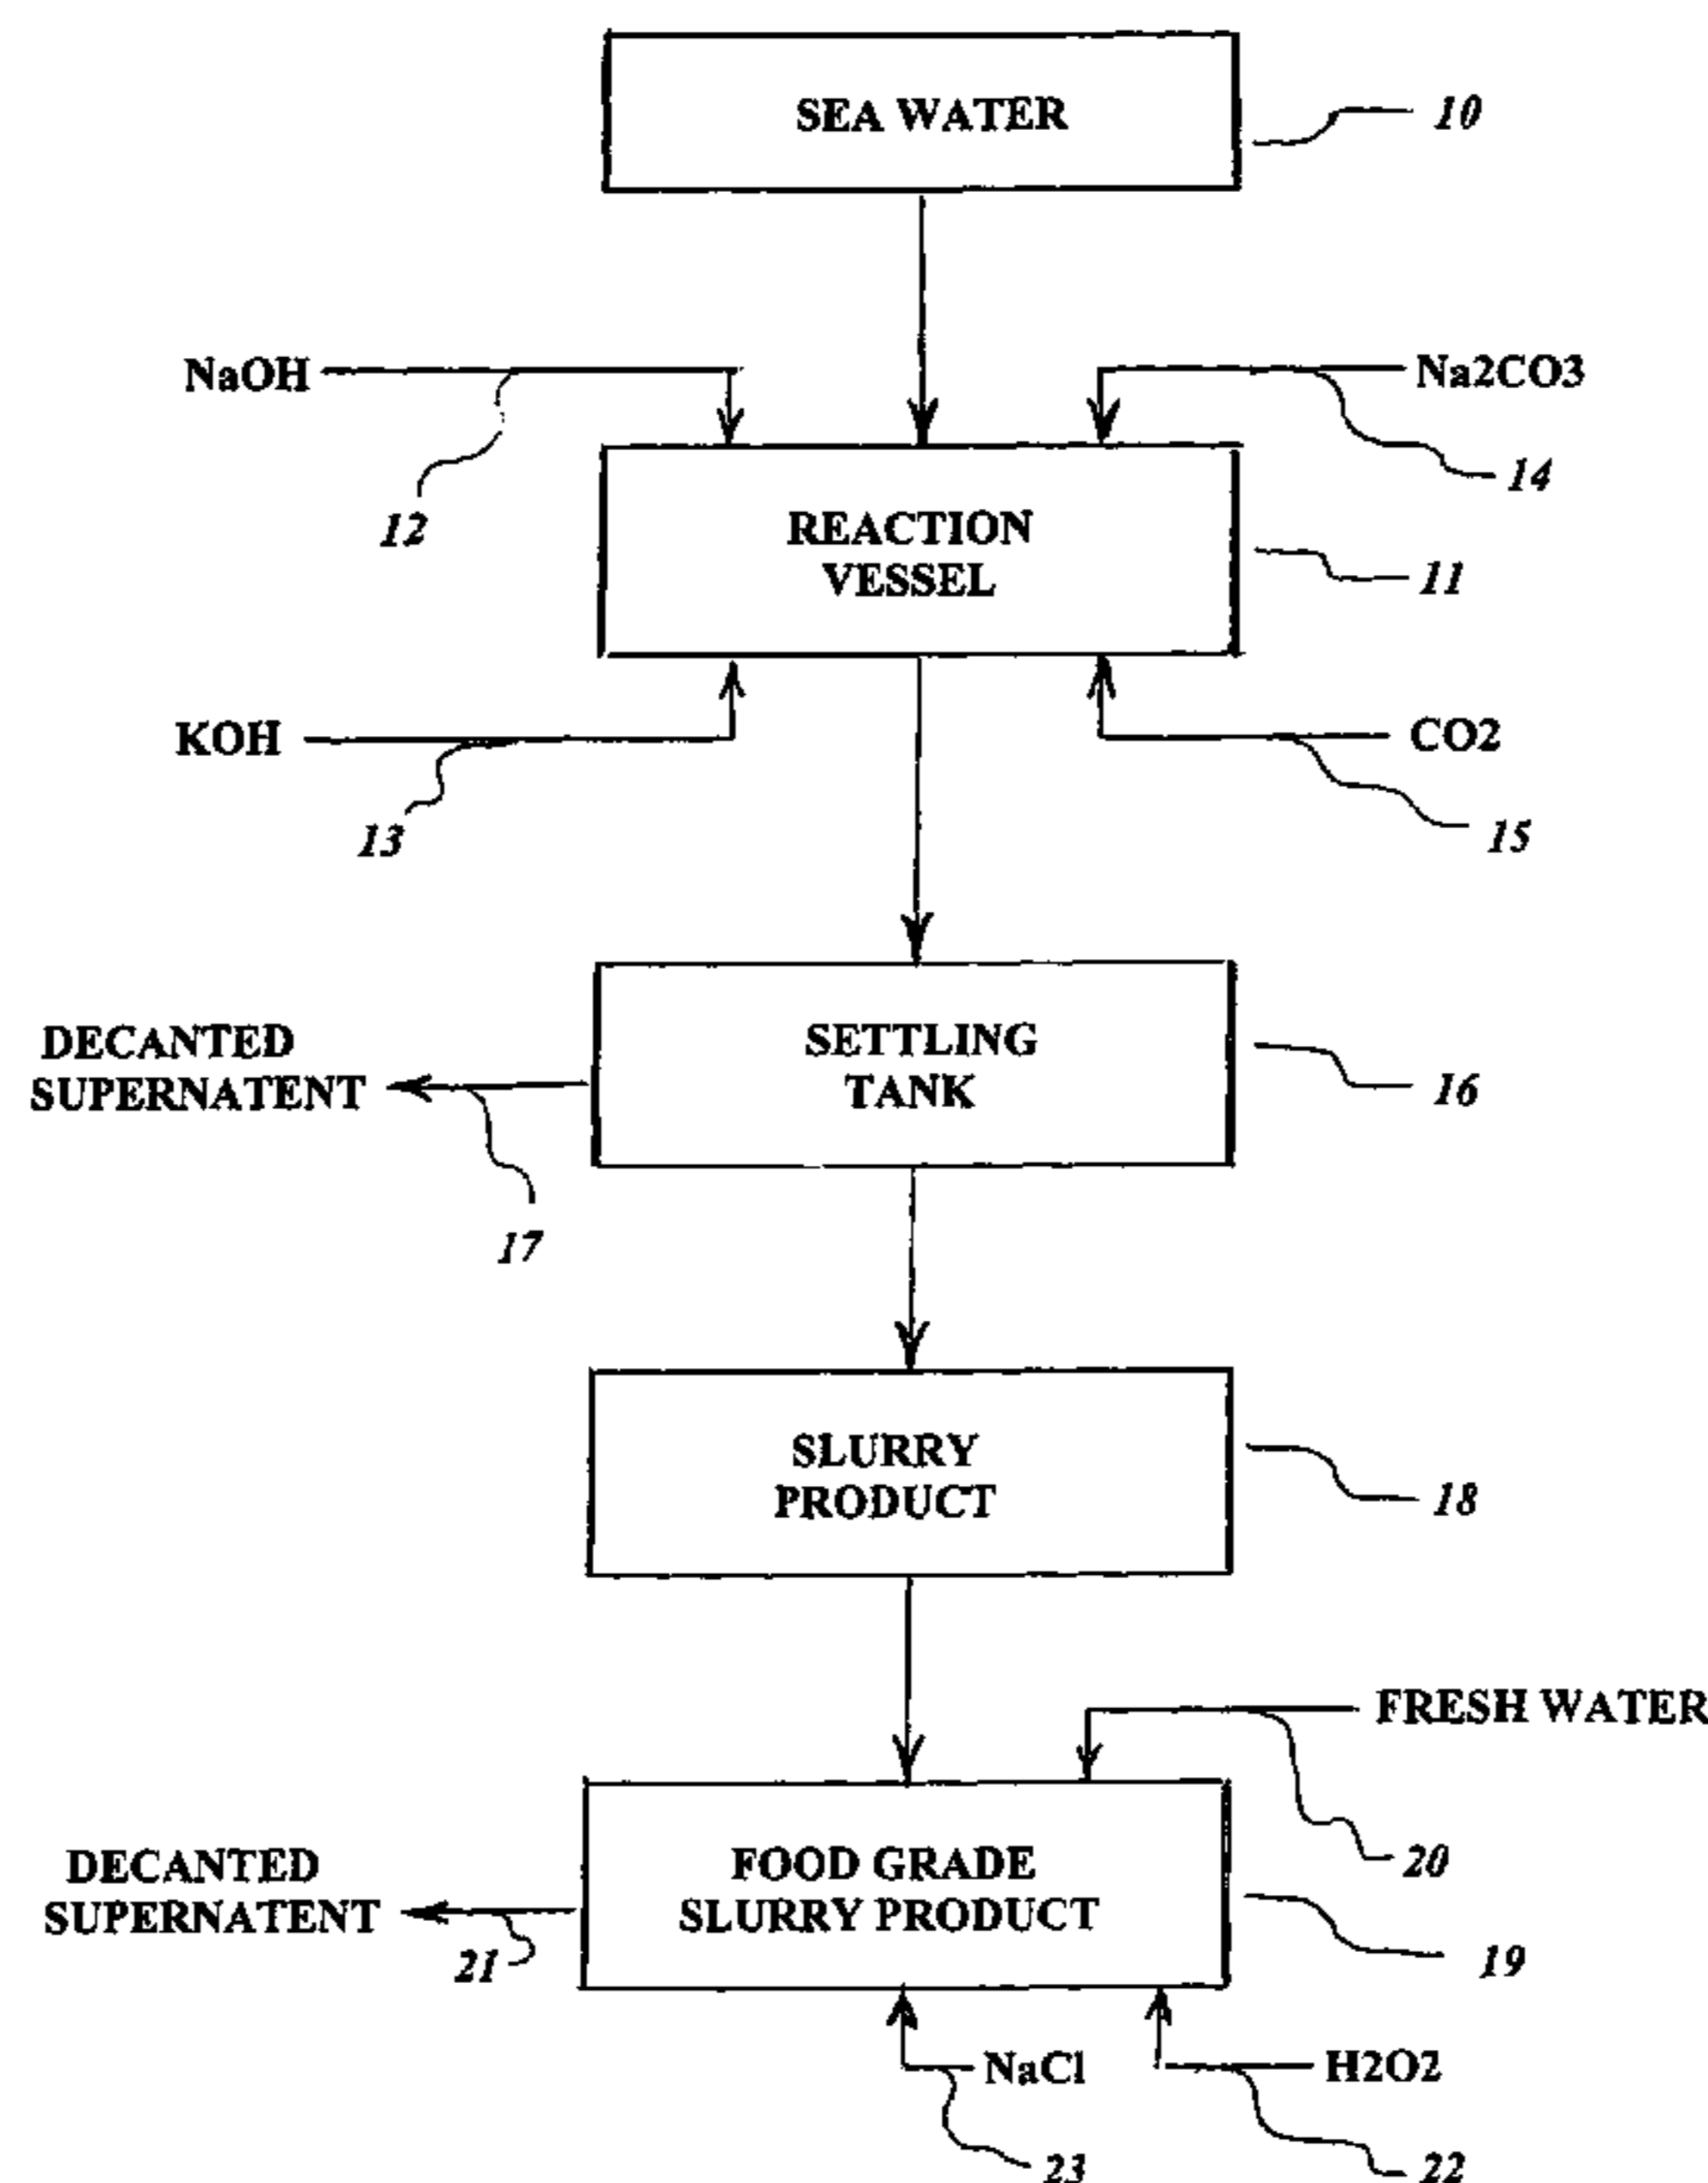 SEA WATER
10
NaOH
Na2CO3
12
14
REACTION
VESSEL
11
KOH
CO2
13
15
SETTLING
TANK
16
DECANTED
SUPERNATENT
17
SLURRY
PRODUCT
18
FRESH WATER
20
FOOD GRADE
SLURRY PRODUCT
19
DECANTED
SUPERNATENT
21
NaCl
H2O2
23
22